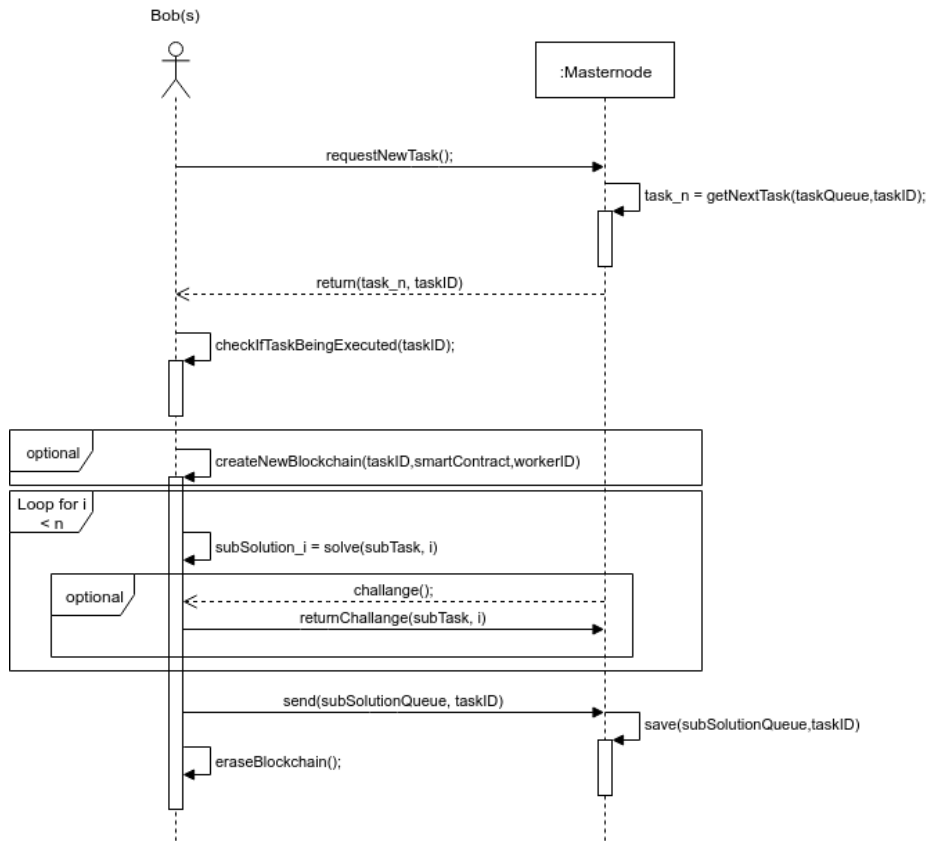 Bob(s)
:Masternode
requestNewTask();
task_n = getNextTask(taskQueue,taskID);
return(task_n, taskID)
checkIfTaskBeingExecuted(taskID);
optional
createNewBlockchain(taskID,smartContract,workerID)
Loop for i
< n
subSolution_i = solve(subTask, i)
optional
challange();
returnChallange(subTask, i)
send(subSolutionQueue, taskID)
save(subSolutionQueue,taskID)
eraseBlockchain();